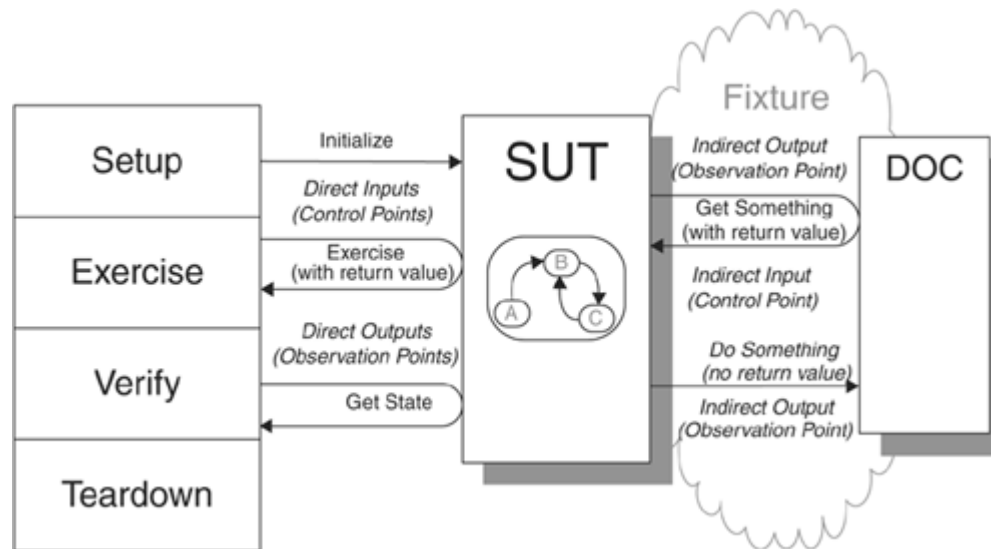 Setup
Exercise
Verify
Teardown
Initialize
Direct Inputs
(Control Points)
Exercise
(with return value)
Direct Outputs
(Observation Points)
Get State
SUT
A
B
C
Fixture
Indirect Output
(Observation Point)
Get Something
(with return value)
Indirect Input
(Control Point)
Do Something
(no return value)
Indirect Output
(Observation Point)
DOC